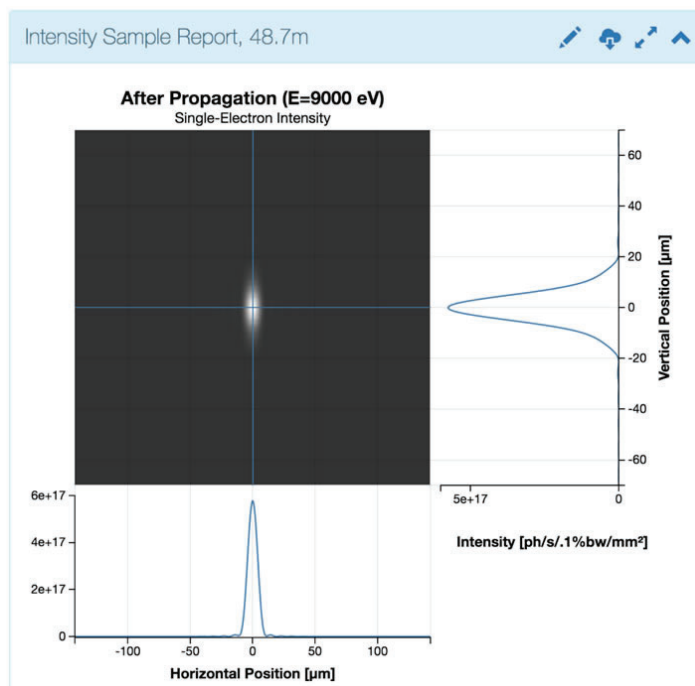 Intensity Sample Report, 48.7m
After Propagation (E=9000 eV)
Single-Electron Intensity
60
40
20
0
-20
-40
-60
Vertical Position [µm]
5e+17
0
Intensity [ph/s/.1%bw/mm²]
6e+17
4e+17
2e+17
0
-100
-50
0
50
100
Horizontal Position [µm]